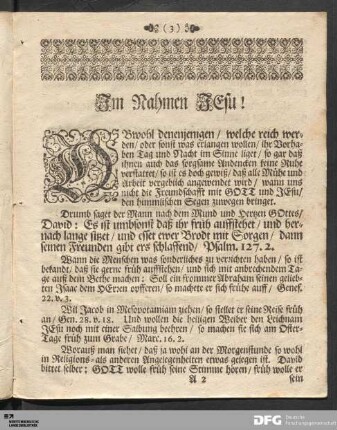 ( 3 )
Im Nahmen JEsu!
OBwohl denenjenigen / welche reich wer-
den / oder sonst was erlangen wollen / ihr Vorha-
ben Tag und Nacht im Sinne liget / so gar daß
ihnen auch das sorgsame Andencken keine Ruhe
verstattet / so ist es doch gewiß / daß alle Mühe und
Arbeit vergeblich angewendet wird / wann uns
nicht die Freundschafft mit GOTT und JEsu /
den himmlischen Segen zuwegen bringet.
Drumb saget der Mann nach dem Mund und Hertzen GOttes /
David: Es ist umbsonst daß ihr früh auffstehet / und her-
nach lange sitzet / und esset ewer Brodt mit Sorgen / dann
seinen Freunden gibt ers schlaffend / Psalm. 127. 2.
Wann die Menschen was sonderliches zu verrichten haben / so ist
bekandt / daß sie gerne früh auffstehen / und sich mit anbrechendem Ta-
ge auß dem Bethe machen: Soll ein frommer Abraham seinen gelieb-
ten Isaac dem HErren opfferen / so machete er sich frühe auff / Genes.
22. v. 3.
Wil Jacob in Mesopotamiam ziehen / so stellet er seine Reise früh
an / Gen. 28. v. 18. Und wollen die heiligen Weiber den Leichnam
JEsu noch mit einer Salbung beehren / so machen sie sich am Oster-
Tage früh zum Grabe / Marc. 16. 2.
Worauß man siehet / daß ja wohl an der Morgenstunde so wohl
in Religions- als anderen Angelegenheiten etwas gelegen ist. David
bittet selber: GOTT wolle früh seine Stimme hören / früh wolle er
A 2 sein
DFG Deutsche
Forschungsgemeinschaft